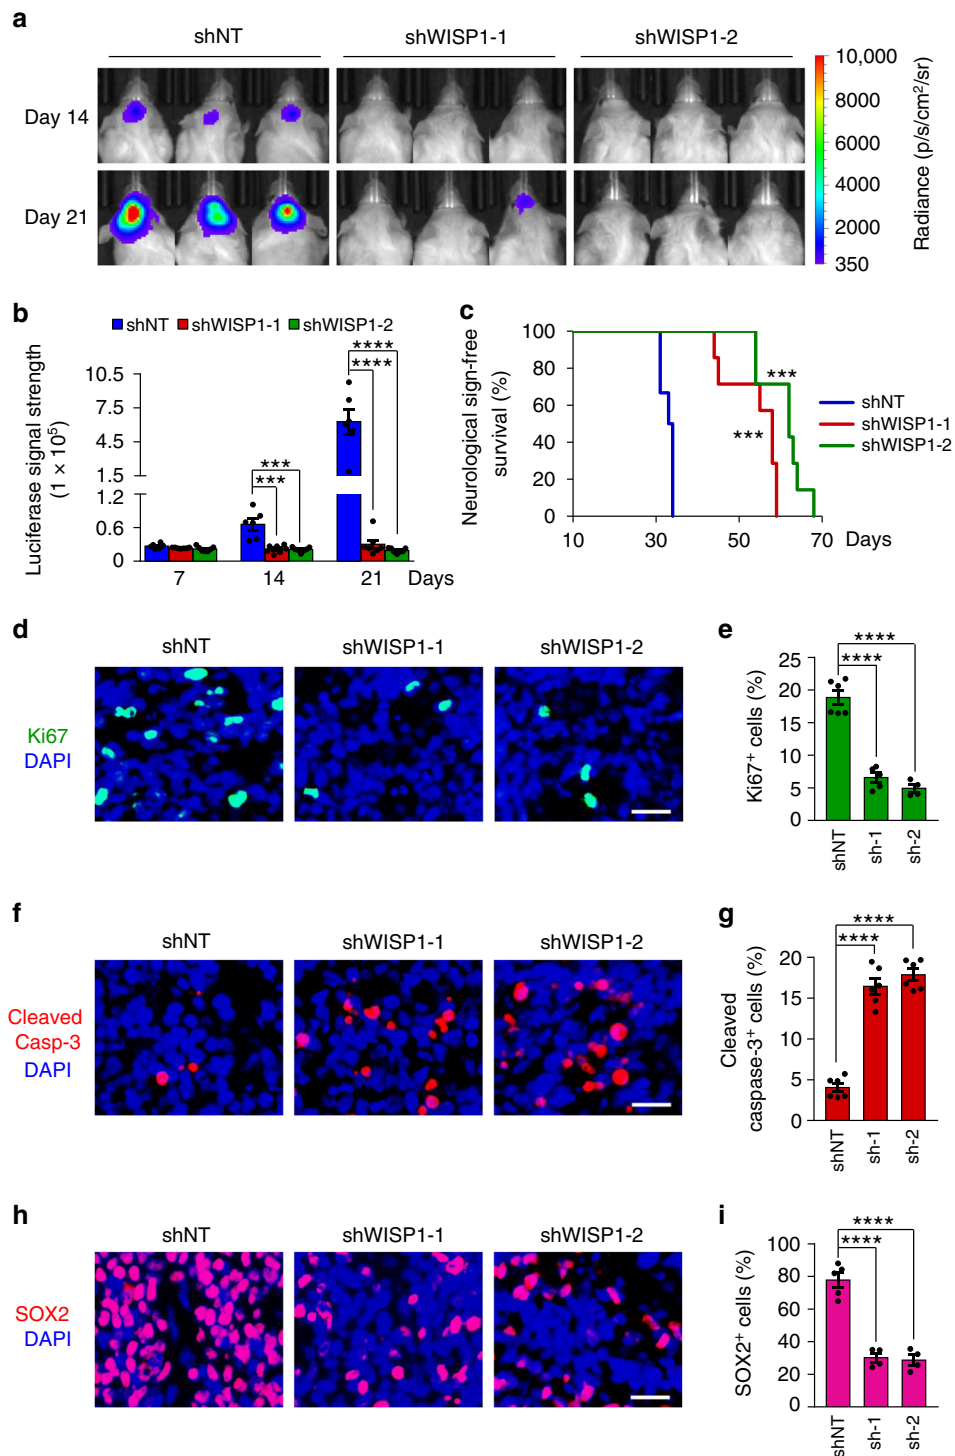 a
shNT shWISP1-1 shWISP1-2
Day 14
Day 21
10,000
8000
6000
4000
2000
350
Radiance (p/s/cm²/sr)
b
shNT shWISP1-1 shWISP1-2
Luciferase signal strength
(1 × 10⁵)
10.5
7.5
4.5
1.5
1.2
0.6
0
*** 
***
****
****
7 14 21 Days
c
Neurological sign-free
survival (%)
100
80
60
40
20
0
***
***
10 30 50 70 Days
shNT
shWISP1-1
shWISP1-2
d
shNT shWISP1-1 shWISP1-2
Ki67
DAPI
e
Ki67⁺ cells (%)
25
20
15
10
5
0
****
****
shNT sh-1 sh-2
f
shNT shWISP1-1 shWISP1-2
Cleaved
Casp-3
DAPI
g
Cleaved
caspase-3⁺ cells (%)
20
15
10
5
0
****
****
shNT sh-1 sh-2
h
shNT shWISP1-1 shWISP1-2
SOX2
DAPI
i
SOX2⁺ cells (%)
100
80
60
40
20
0
****
****
shNT sh-1 sh-2